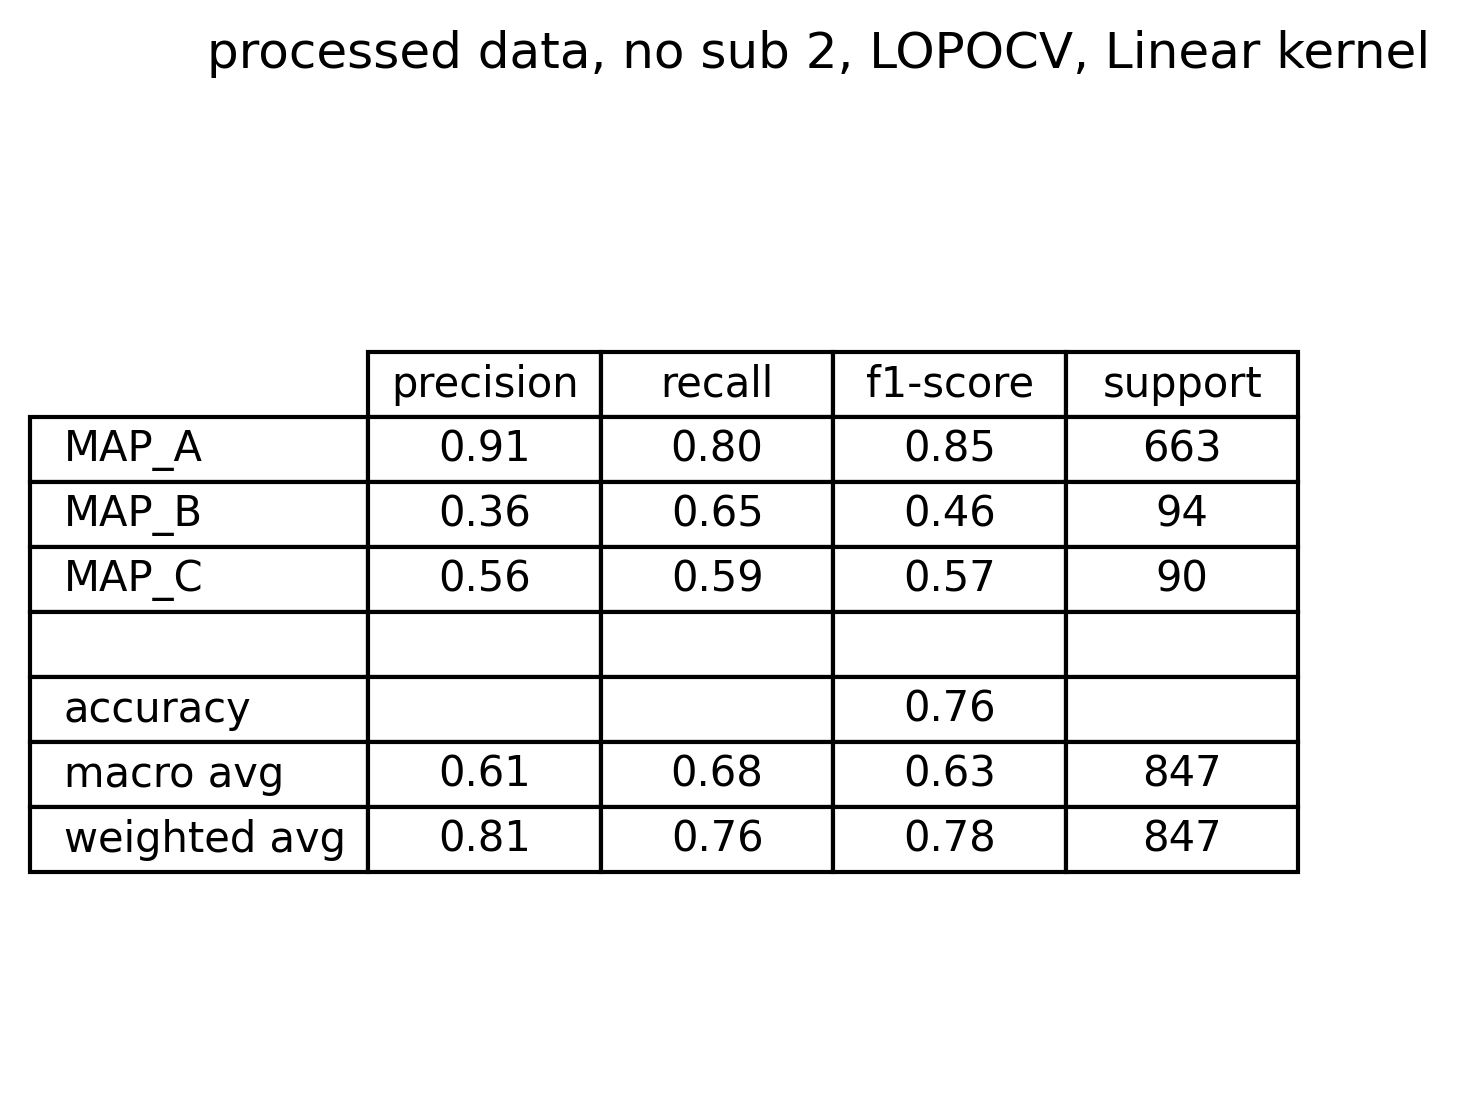 processed data, no sub 2, LOPOCV, Linear kernel
precision recall f1-score support
MAP_A 0.91 0.80 0.85 663
MAP_B 0.36 0.65 0.46 94
MAP_C 0.56 0.59 0.57 90
accuracy 0.76
macro avg 0.61 0.68 0.63 847
weighted avg 0.81 0.76 0.78 847